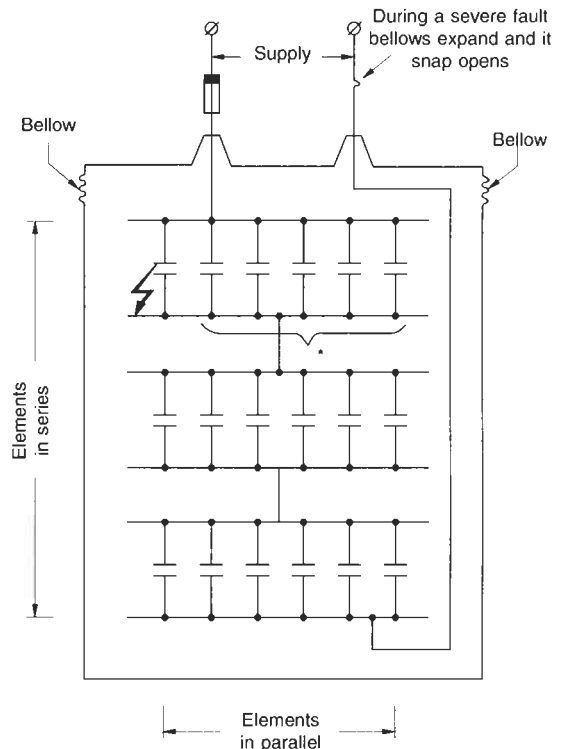 During a severe fault
bellows expand and it
snap opens
Supply
Bellow
Bellow
Elements
in series
*
Elements
in parallel